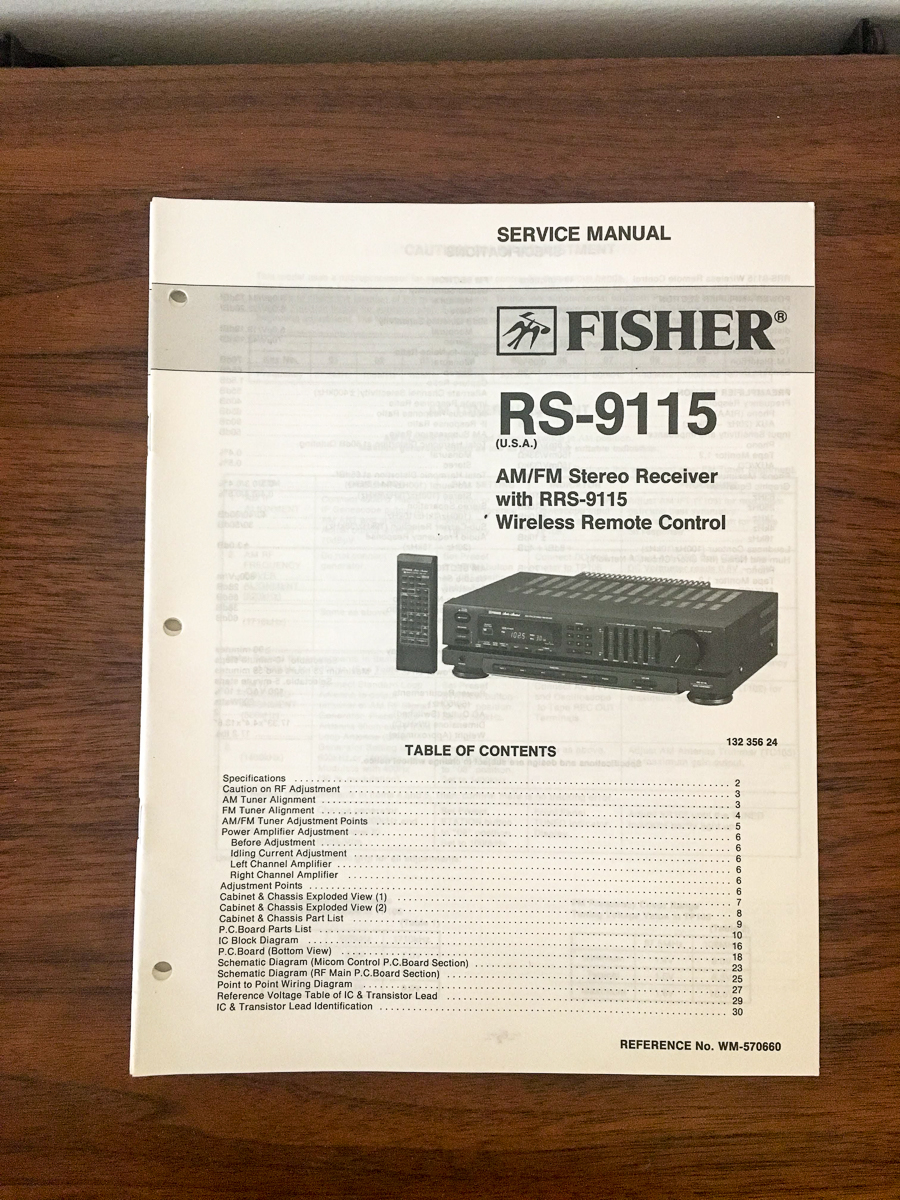 SERVICE MANUAL
FISHER®
RS-9115
(U.S.A.)
AM/FM Stereo Receiver
with RRS-9115
Wireless Remote Control
132 356 24
TABLE OF CONTENTS
Specifications 2
Caution on RF Adjustment 3
AM Tuner Alignment 3
FM Tuner Alignment 4
AM/FM Tuner Adjustment Points 5
Power Amplifier Adjustment 6
Before Adjustment 6
Idling Current Adjustment 6
Left Channel Amplifier 6
Right Channel Amplifier 6
Adjustment Points 6
Cabinet & Chassis Exploded View (1) 7
Cabinet & Chassis Exploded View (2) 8
Cabinet & Chassis Part List 9
P.C.Board Parts List 10
IC Block Diagram 16
P.C.Board (Bottom View) 18
Schematic Diagram (Micom Control P.C.Board Section) 23
Schematic Diagram (RF Main P.C.Board Section) 25
Point to Point Wiring Diagram 27
Reference Voltage Table of IC & Transistor Lead 29
IC & Transistor Lead Identification 30
REFERENCE No. WM-570660